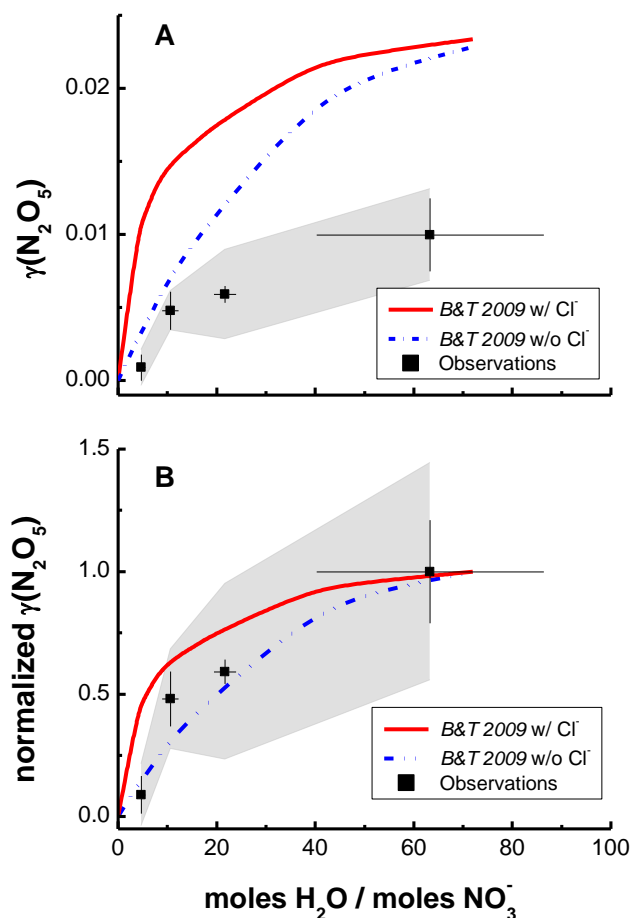 A
0.02
0.01
0.00
γ(N₂O₅)
B&T 2009 w/ Cl⁻
B&T 2009 w/o Cl⁻
Observations
B
1.5
1.0
0.5
0.0
normalized γ(N₂O₅)
B&T 2009 w/ Cl⁻
B&T 2009 w/o Cl⁻
Observations
0 20 40 60 80 100
moles H₂O / moles NO₃⁻